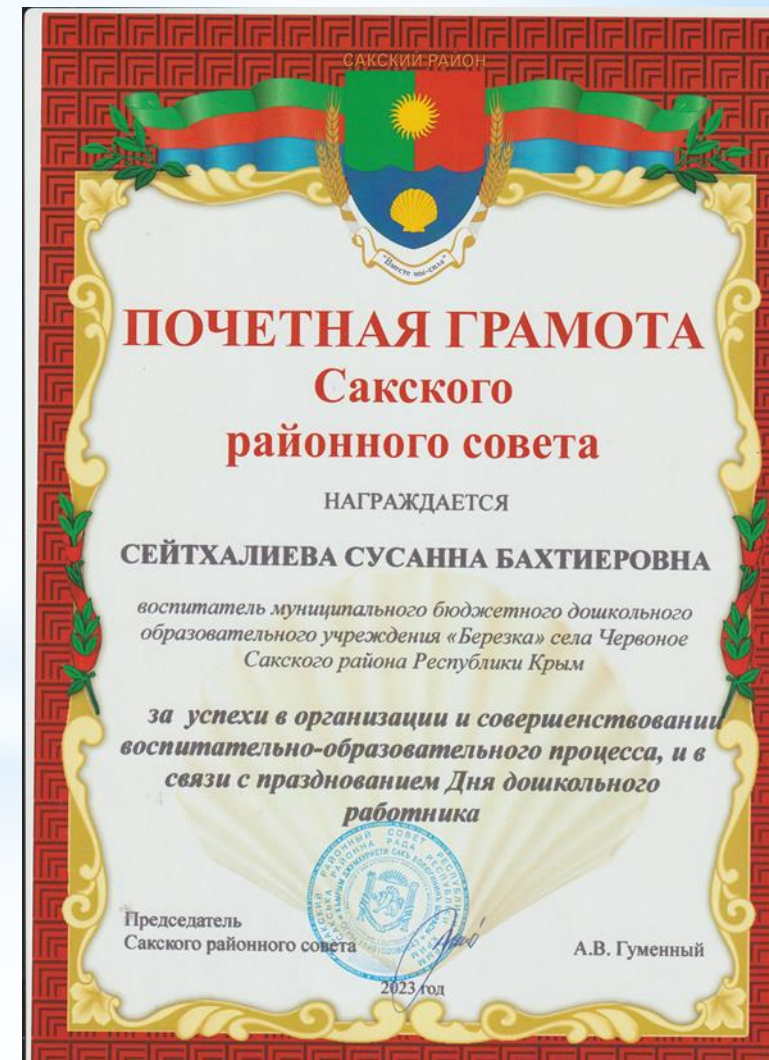 САКСКИЙ РАЙОН
"Вместе мы-сила"
ПОЧЕТНАЯ ГРАМОТА
Сакского
районного совета
НАГРАЖДАЕТСЯ
СЕЙТХАЛИЕВА СУСАННА БАХТИЕРОВНА
воспитатель муниципального бюджетного дошкольного
образовательного учреждения «Березка» села Червоное
Сакского района Республики Крым
за успехи в организации и совершенствовании
воспитательно-образовательного процесса, и в
связи с празднованием Дня дошкольного
работника
Председатель
Сакского районного совета
А.В. Гуменный
2023 год